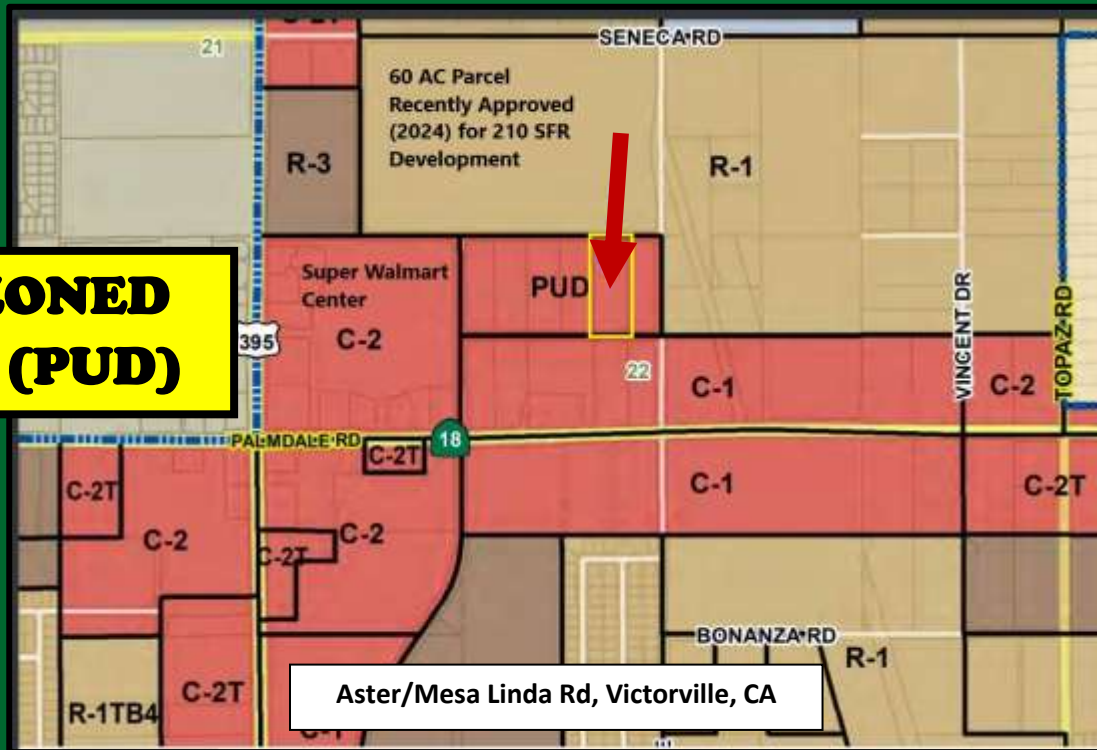 21
SENECA RD
60 AC Parcel
Recently Approved
(2024) for 210 SFR
Development
R-3
R-1
Super Walmart
Center
PUD
ZONED
(PUD)
395
C-2
22
C-1
VINCENT DR
C-2
TOPAZ RD
PALMDALE RD
18
C-2T
C-2T
C-1
C-2T
C-2
C-2T
C-2
BONANZA RD
R-1
Aster/Mesa Linda Rd, Victorville, CA
R-1TB4
C-2T